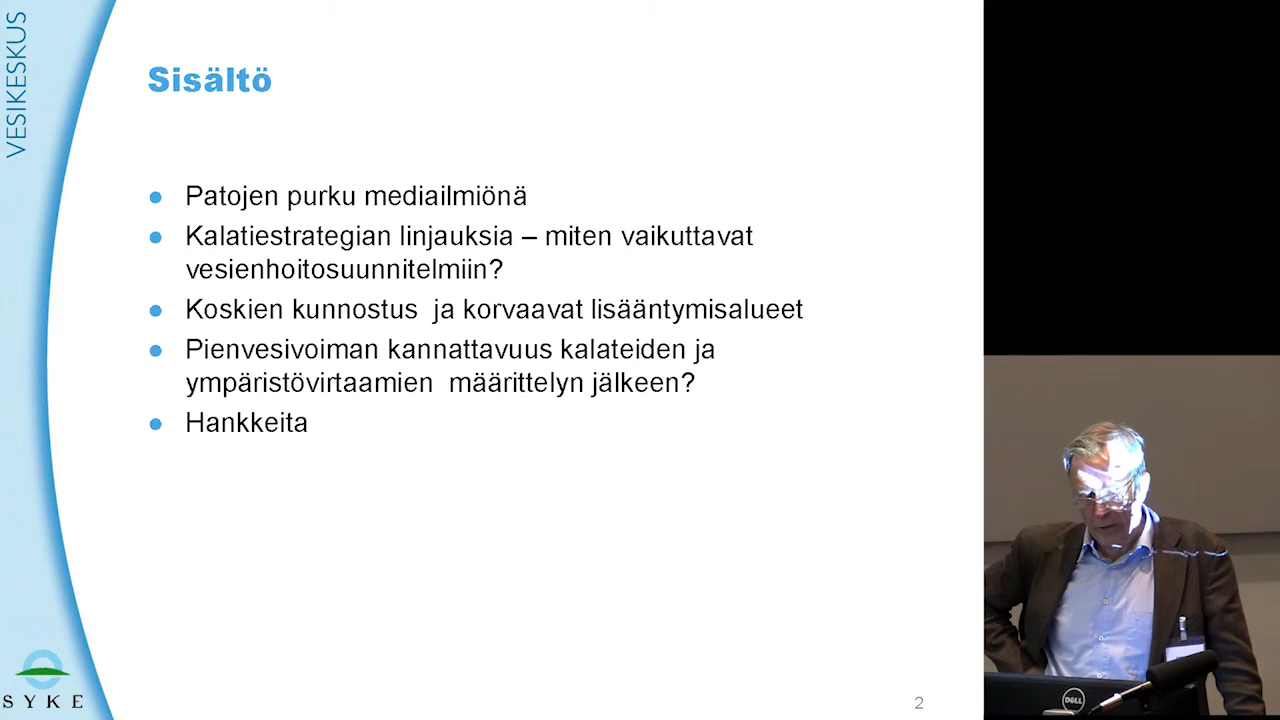 VESIKESKUS
Sisältö
Patojen purku mediailmiönä
Kalatiestrategian linjauksia – miten vaikuttavat
vesienhoitosuunnitelmiin?
Koskien kunnostus ja korvaavat lisääntymisalueet
Pienvesivoiman kannattavuus kalateiden ja
ympäristövirtaamien määrittelyn jälkeen?
Hankkeita
SYKE
2
DELL